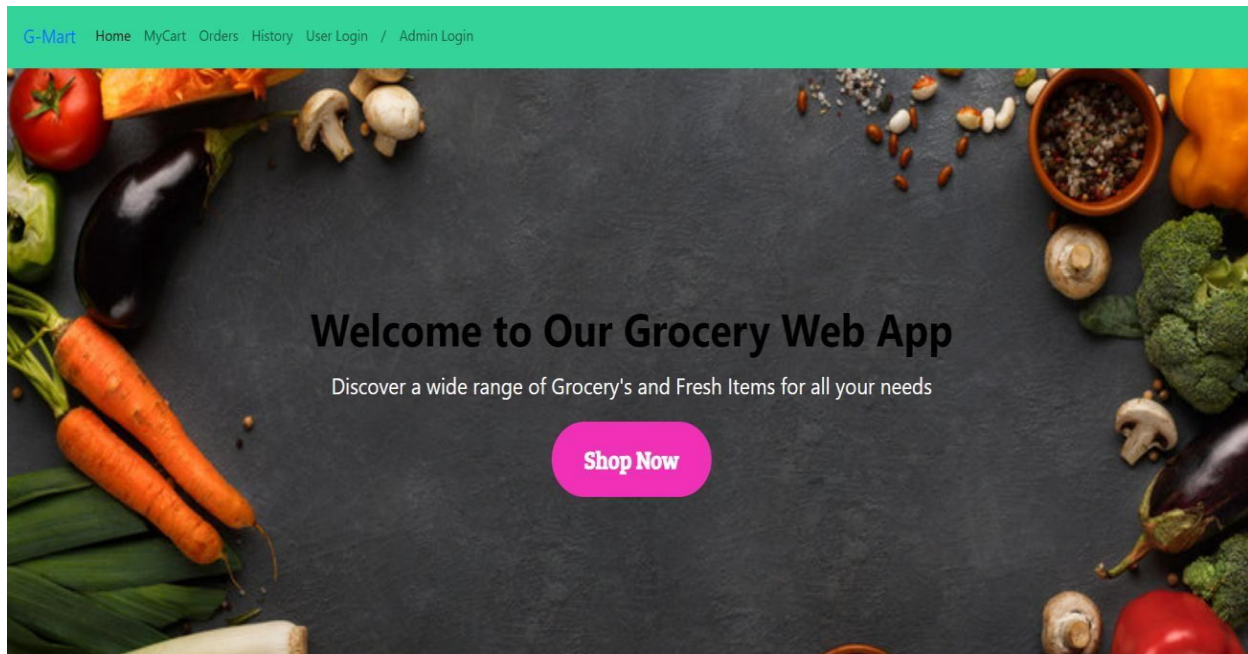 G-Mart Home MyCart Orders History User Login / Admin Login
Welcome to Our Grocery Web App
Discover a wide range of Grocery's and Fresh Items for all your needs
Shop Now